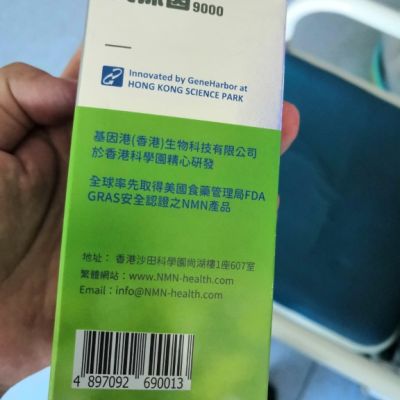 9000
Innovated by GeneHarbor at
HONG KONG SCIENCE PARK
基因港(香港)生物科技有限公司
於香港科學園精心研發
全球率先取得美國食藥管理局FDA
GRAS安全認證之NMN產品
地址： 香港沙田科學園尚湖樓1座607室
繁體網站：www.NMN-health.com
Email：info@NMN-health.com
4 897092 690013